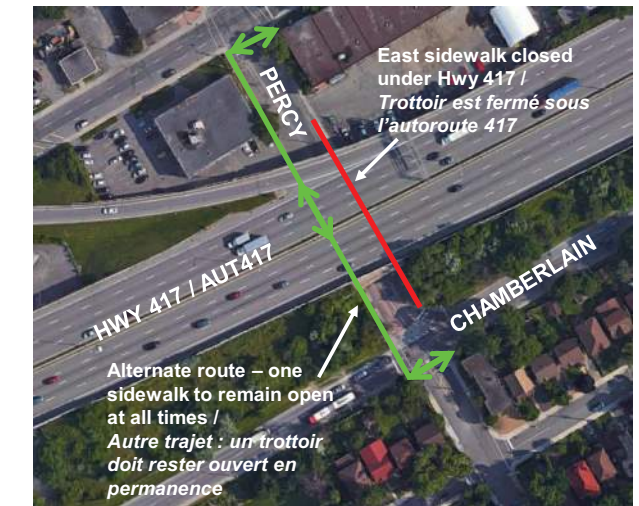 East sidewalk closed
under Hwy 417 /
Trottoir est fermé sous
l'autoroute 417
PERCY
HWY 417 / AUT417
CHAMBERLAIN
Alternate route – one
sidewalk to remain open
at all times /
Autre trajet : un trottoir
doit rester ouvert en
permanence